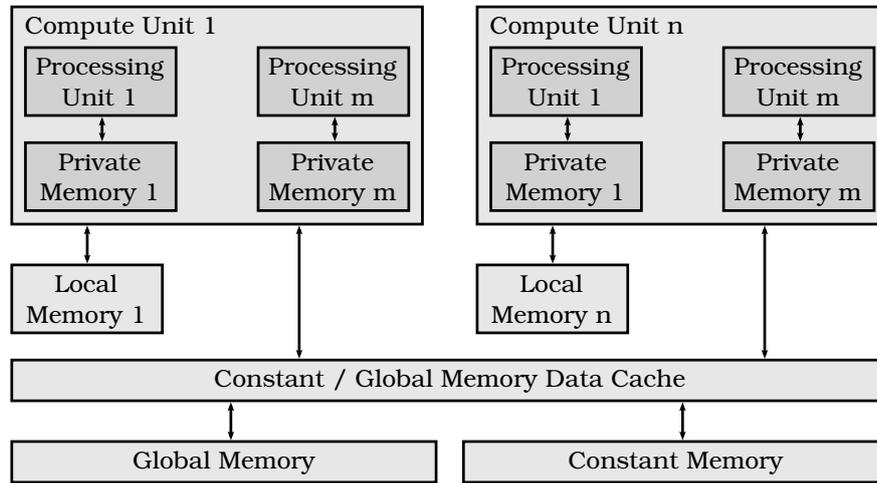 Compute Unit 1
Processing
Unit 1
Processing
Unit m
Private
Memory 1
Private
Memory m
Local
Memory 1
Compute Unit n
Processing
Unit 1
Processing
Unit m
Private
Memory 1
Private
Memory m
Local
Memory n
Constant / Global Memory Data Cache
Global Memory
Constant Memory